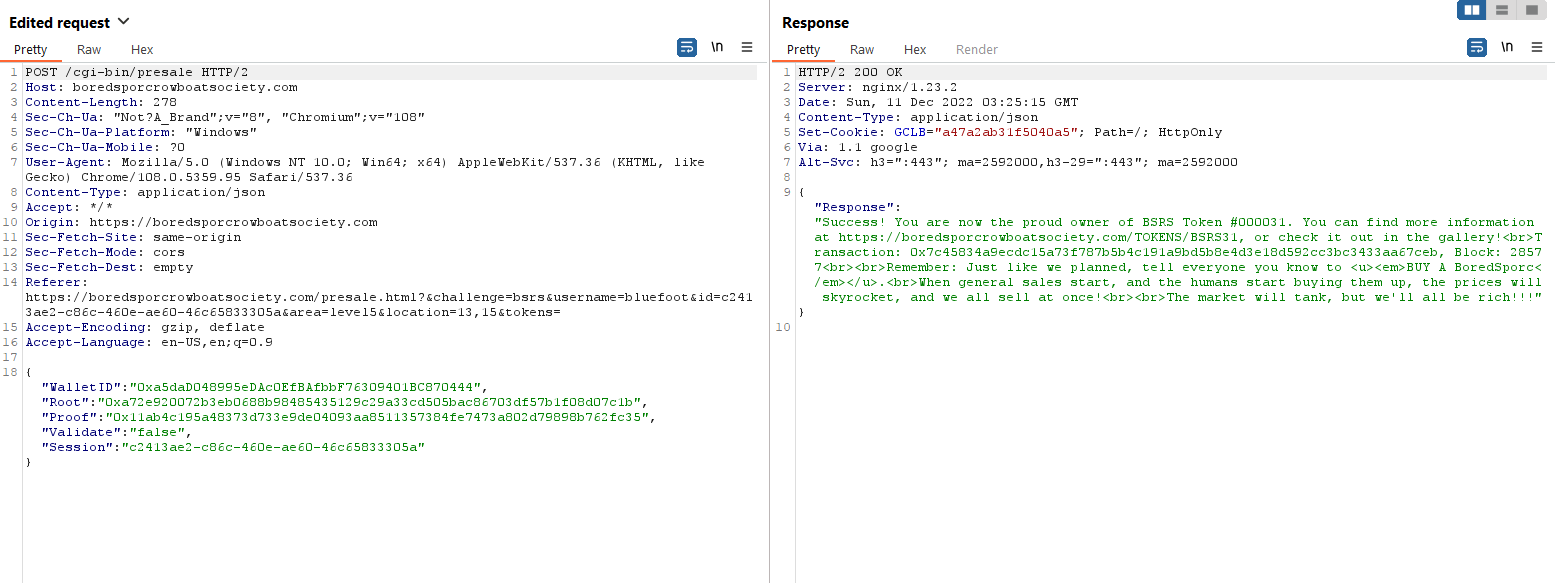 Edited request
Pretty Raw Hex
\n
1 POST /cgi-bin/presale HTTP/2
2 Host: boredsporcrowboatsociety.com
3 Content-Length: 278
4 Sec-Ch-Ua: "Not?A_Brand";v="8", "Chromium";v="108"
5 Sec-Ch-Ua-Platform: "Windows"
6 Sec-Ch-Ua-Mobile: ?0
7 User-Agent: Mozilla/5.0 (Windows NT 10.0; Win64; x64) AppleWebKit/537.36 (KHTML, like
Gecko) Chrome/108.0.5359.95 Safari/537.36
8 Content-Type: application/json
9 Accept: */*
10 Origin: https://boredsporcrowboatsociety.com
11 Sec-Fetch-Site: same-origin
12 Sec-Fetch-Mode: cors
13 Sec-Fetch-Dest: empty
14 Referer:
https://boredsporcrowboatsociety.com/presale.html?&challenge=bsrs&username=bluefoot&id=c241
3ae2-c86c-460e-ae60-46c65833305a&area=level5&location=13,15&tokens=
15 Accept-Encoding: gzip, deflate
16 Accept-Language: en-US,en;q=0.9
17
18 {
"WalletID":"0xa5daD048995eDAc0EfBAfbbF76309401BC870444",
"Root":"0xa72e920072b3eb0688b98485435129c29a33cd505bac86703df57b1f08d07c1b",
"Proof":"0x11ab4c195a48373d733e9de04093aa8511357384fe7473a802d79898b762fc35",
"Validate":"false",
"Session":"c2413ae2-c86c-460e-ae60-46c65833305a"
}
Response
Pretty Raw Hex Render
\n
1 HTTP/2 200 OK
2 Server: nginx/1.23.2
3 Date: Sun, 11 Dec 2022 03:25:15 GMT
4 Content-Type: application/json
5 Set-Cookie: GCLB="a47a2ab31f5040a5"; Path=/; HttpOnly
6 Via: 1.1 google
7 Alt-Svc: h3=":443"; ma=2592000,h3-29=":443"; ma=2592000
8
9 {
"Response":
"Success! You are now the proud owner of BSRS Token #000031. You can find more information
at https://boredsporcrowboatsociety.com/TOKENS/BSRS31, or check it out in the gallery!<br>T
ransaction: 0x7c45834a9ecdc15a73f787b5b4c191a9bd5b8e4d3e18d592cc3bc3433aa67ceb, Block: 2857
7<br><br>Remember: Just like we planned, tell everyone you know to <u><em>BUY A BoredSporc<
/em></u>.<br>When general sales start, and the humans start buying them up, the prices will
skyrocket, and we all sell at once!<br><br>The market will tank, but we'll all be rich!!!"
}
10